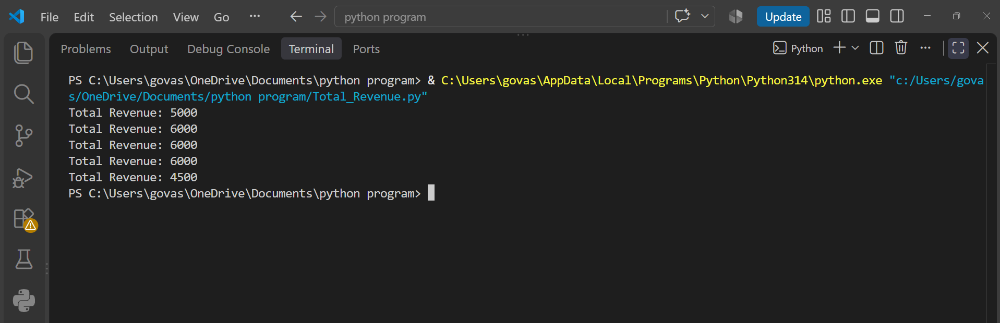 File Edit Selection View Go ··· python program Update
Problems Output Debug Console Terminal Ports Python
PS C:\Users\govas\OneDrive\Documents\python program> & C:\Users\govas\AppData\Local\Programs\Python\Python314\python.exe "c:/Users/gova
s/OneDrive/Documents/python program/Total_Revenue.py"
Total Revenue: 5000
Total Revenue: 6000
Total Revenue: 6000
Total Revenue: 6000
Total Revenue: 4500
PS C:\Users\govas\OneDrive\Documents\python program>